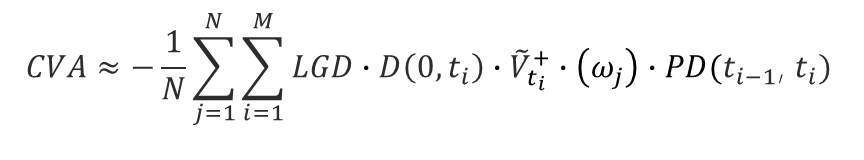 CVA ≈ − 1/N ∑_{j=1}^{N} ∑_{i=1}^{M} LGD · D(0, t_i) · Ṽ_{t_i}^{+} · (ω_j) · PD(t_{i−1}, t_i)